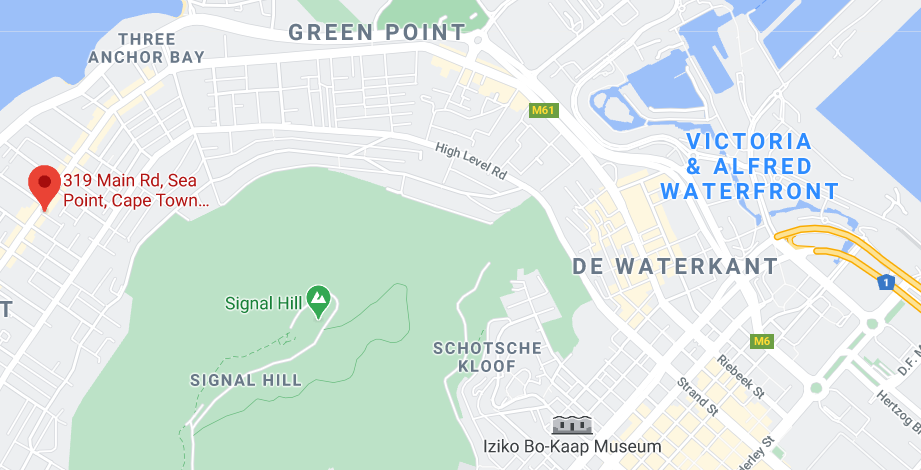 GREEN POINT
THREE
ANCHOR BAY
M61
High Level Rd
VICTORIA
& ALFRED
WATERFRONT
319 Main Rd, Sea
Point, Cape Town...
DE WATERKANT
1
Signal Hill
T
M6
SCHOTSCHE
KLOOF
SIGNAL HILL
Riebeek St
Strand St
D.F. M
Hertzog B
Iziko Bo-Kaap Museum
derley St